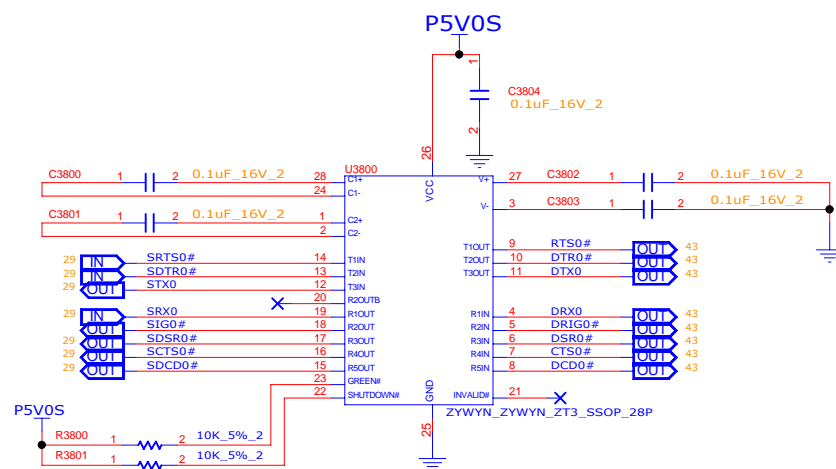 P5V0S
1
C3804
0.1uF_16V_2
2
26
U3800
C3800 1 2 0.1uF_16V_2 28 C1+ VCC V+ 27 C3802 1 2 0.1uF_16V_2
24 C1-
V- 3 C3803 1 2 0.1uF_16V_2
C3801 1 2 0.1uF_16V_2 1 C2+
2 C2-
T1OUT 9 RTS0# OUT 43
29 IN SRTS0# 14 T1IN T2OUT 10 DTR0# OUT 43
29 IN SDTR0# 13 T2IN T3OUT 11 DTX0 OUT 43
29 OUT STX0 12 T3IN
20 R2OUTB
29 IN SRX0 19 R1OUT R1IN 4 DRX0 OUT 43
29 OUT SIG0# 18 R2OUT R2IN 5 DRIG0# OUT 43
29 OUT SDSR0# 17 R3OUT R3IN 6 DSR0# OUT 43
29 OUT SCTS0# 16 R4OUT R4IN 7 CTS0# OUT 43
29 OUT SDCD0# 15 R5OUT R5IN 8 DCD0# OUT 43
23 GREEN#
22 SHUTDOWN# GND INVALID# 21
ZYWYN_ZYWYN_ZT3_SSOP_28P
25
P5V0S
R3800 1 2 10K_5%_2
R3801 1 2 10K_5%_2